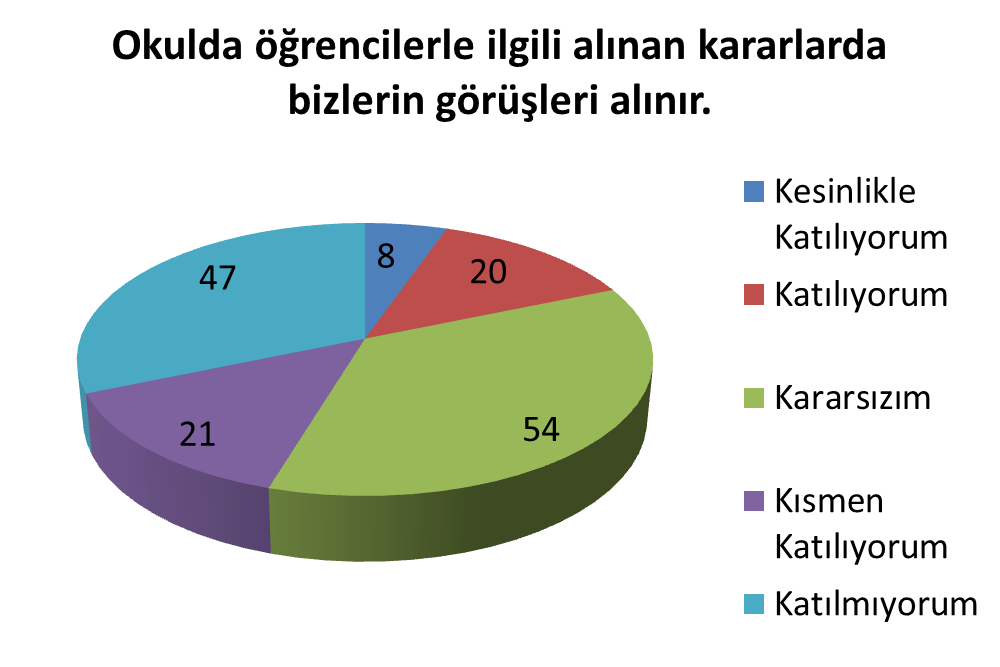 Okulda öğrencilerle ilgili alınan kararlarda
bizlerin görüşleri alınır.
8
20
54
21
47
Kesinlikle
Katılıyorum
Katılıyorum
Kararsızım
Kısmen
Katılıyorum
Katılmıyorum